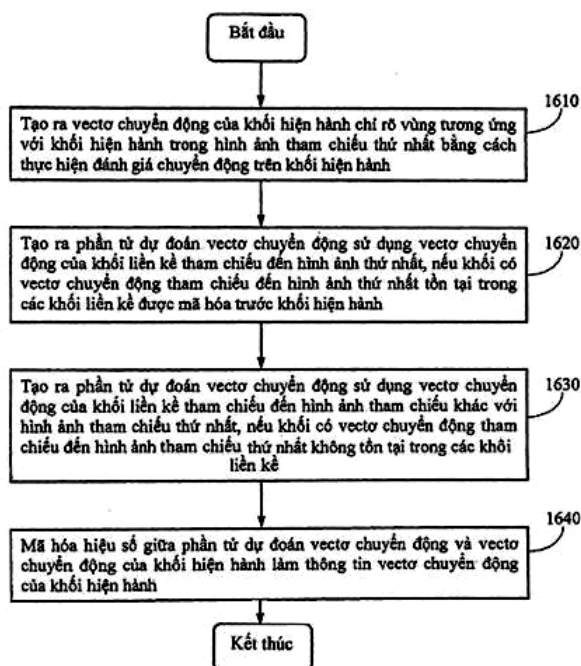 Bắt đầu
1610
Tạo ra vectơ chuyển động của khối hiện hành chỉ rõ vùng tương ứng
với khối hiện hành trong hình ảnh tham chiếu thứ nhất bằng cách
thực hiện đánh giá chuyển động trên khối hiện hành
1620
Tạo ra phần tử dự đoán vectơ chuyển động sử dụng vectơ chuyển
động của khối liền kề tham chiếu đến hình ảnh thứ nhất, nếu khối có
vectơ chuyển động tham chiếu đến hình ảnh thứ nhất tồn tại trong
các khối liền kề được mã hóa trước khối hiện hành
1630
Tạo ra phần tử dự đoán vectơ chuyển động sử dụng vectơ chuyển
động của khối liền kề tham chiếu đến hình ảnh tham chiếu khác với
hình ảnh tham chiếu thứ nhất, nếu khối có vectơ chuyển động tham
chiếu đến hình ảnh tham chiếu thứ nhất không tồn tại trong các khối
liền kề
1640
Mã hóa hiệu số giữa phần tử dự đoán vectơ chuyển động và vectơ
chuyển động của khối hiện hành làm thông tin vectơ chuyển động
của khối hiện hành
Kết thúc